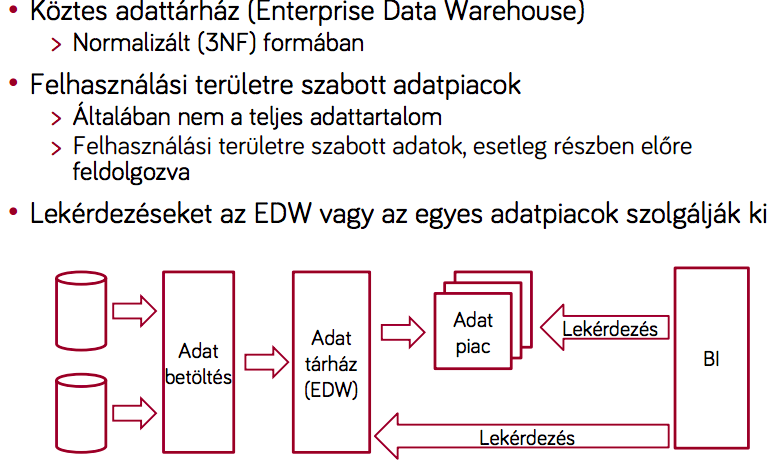 • Köztes adattárház (Enterprise Data Warehouse)
> Normalizált (3NF) formában
• Felhasználási területre szabott adatpiacok
> Általában nem a teljes adattartalom
> Felhasználási területre szabott adatok, esetleg részben előre
feldolgozva
• Lekérdezéseket az EDW vagy az egyes adatpiacok szolgálják ki
Adat
betöltés
Adat
tárház
(EDW)
Adat
piac
Lekérdezés
BI
Lekérdezés